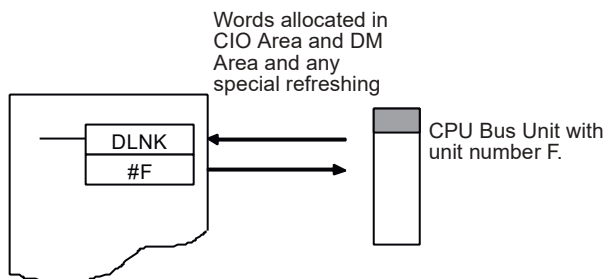 Words allocated in
CIO Area and DM
Area and any
special refreshing
DLNK
#F
CPU Bus Unit with
unit number F.